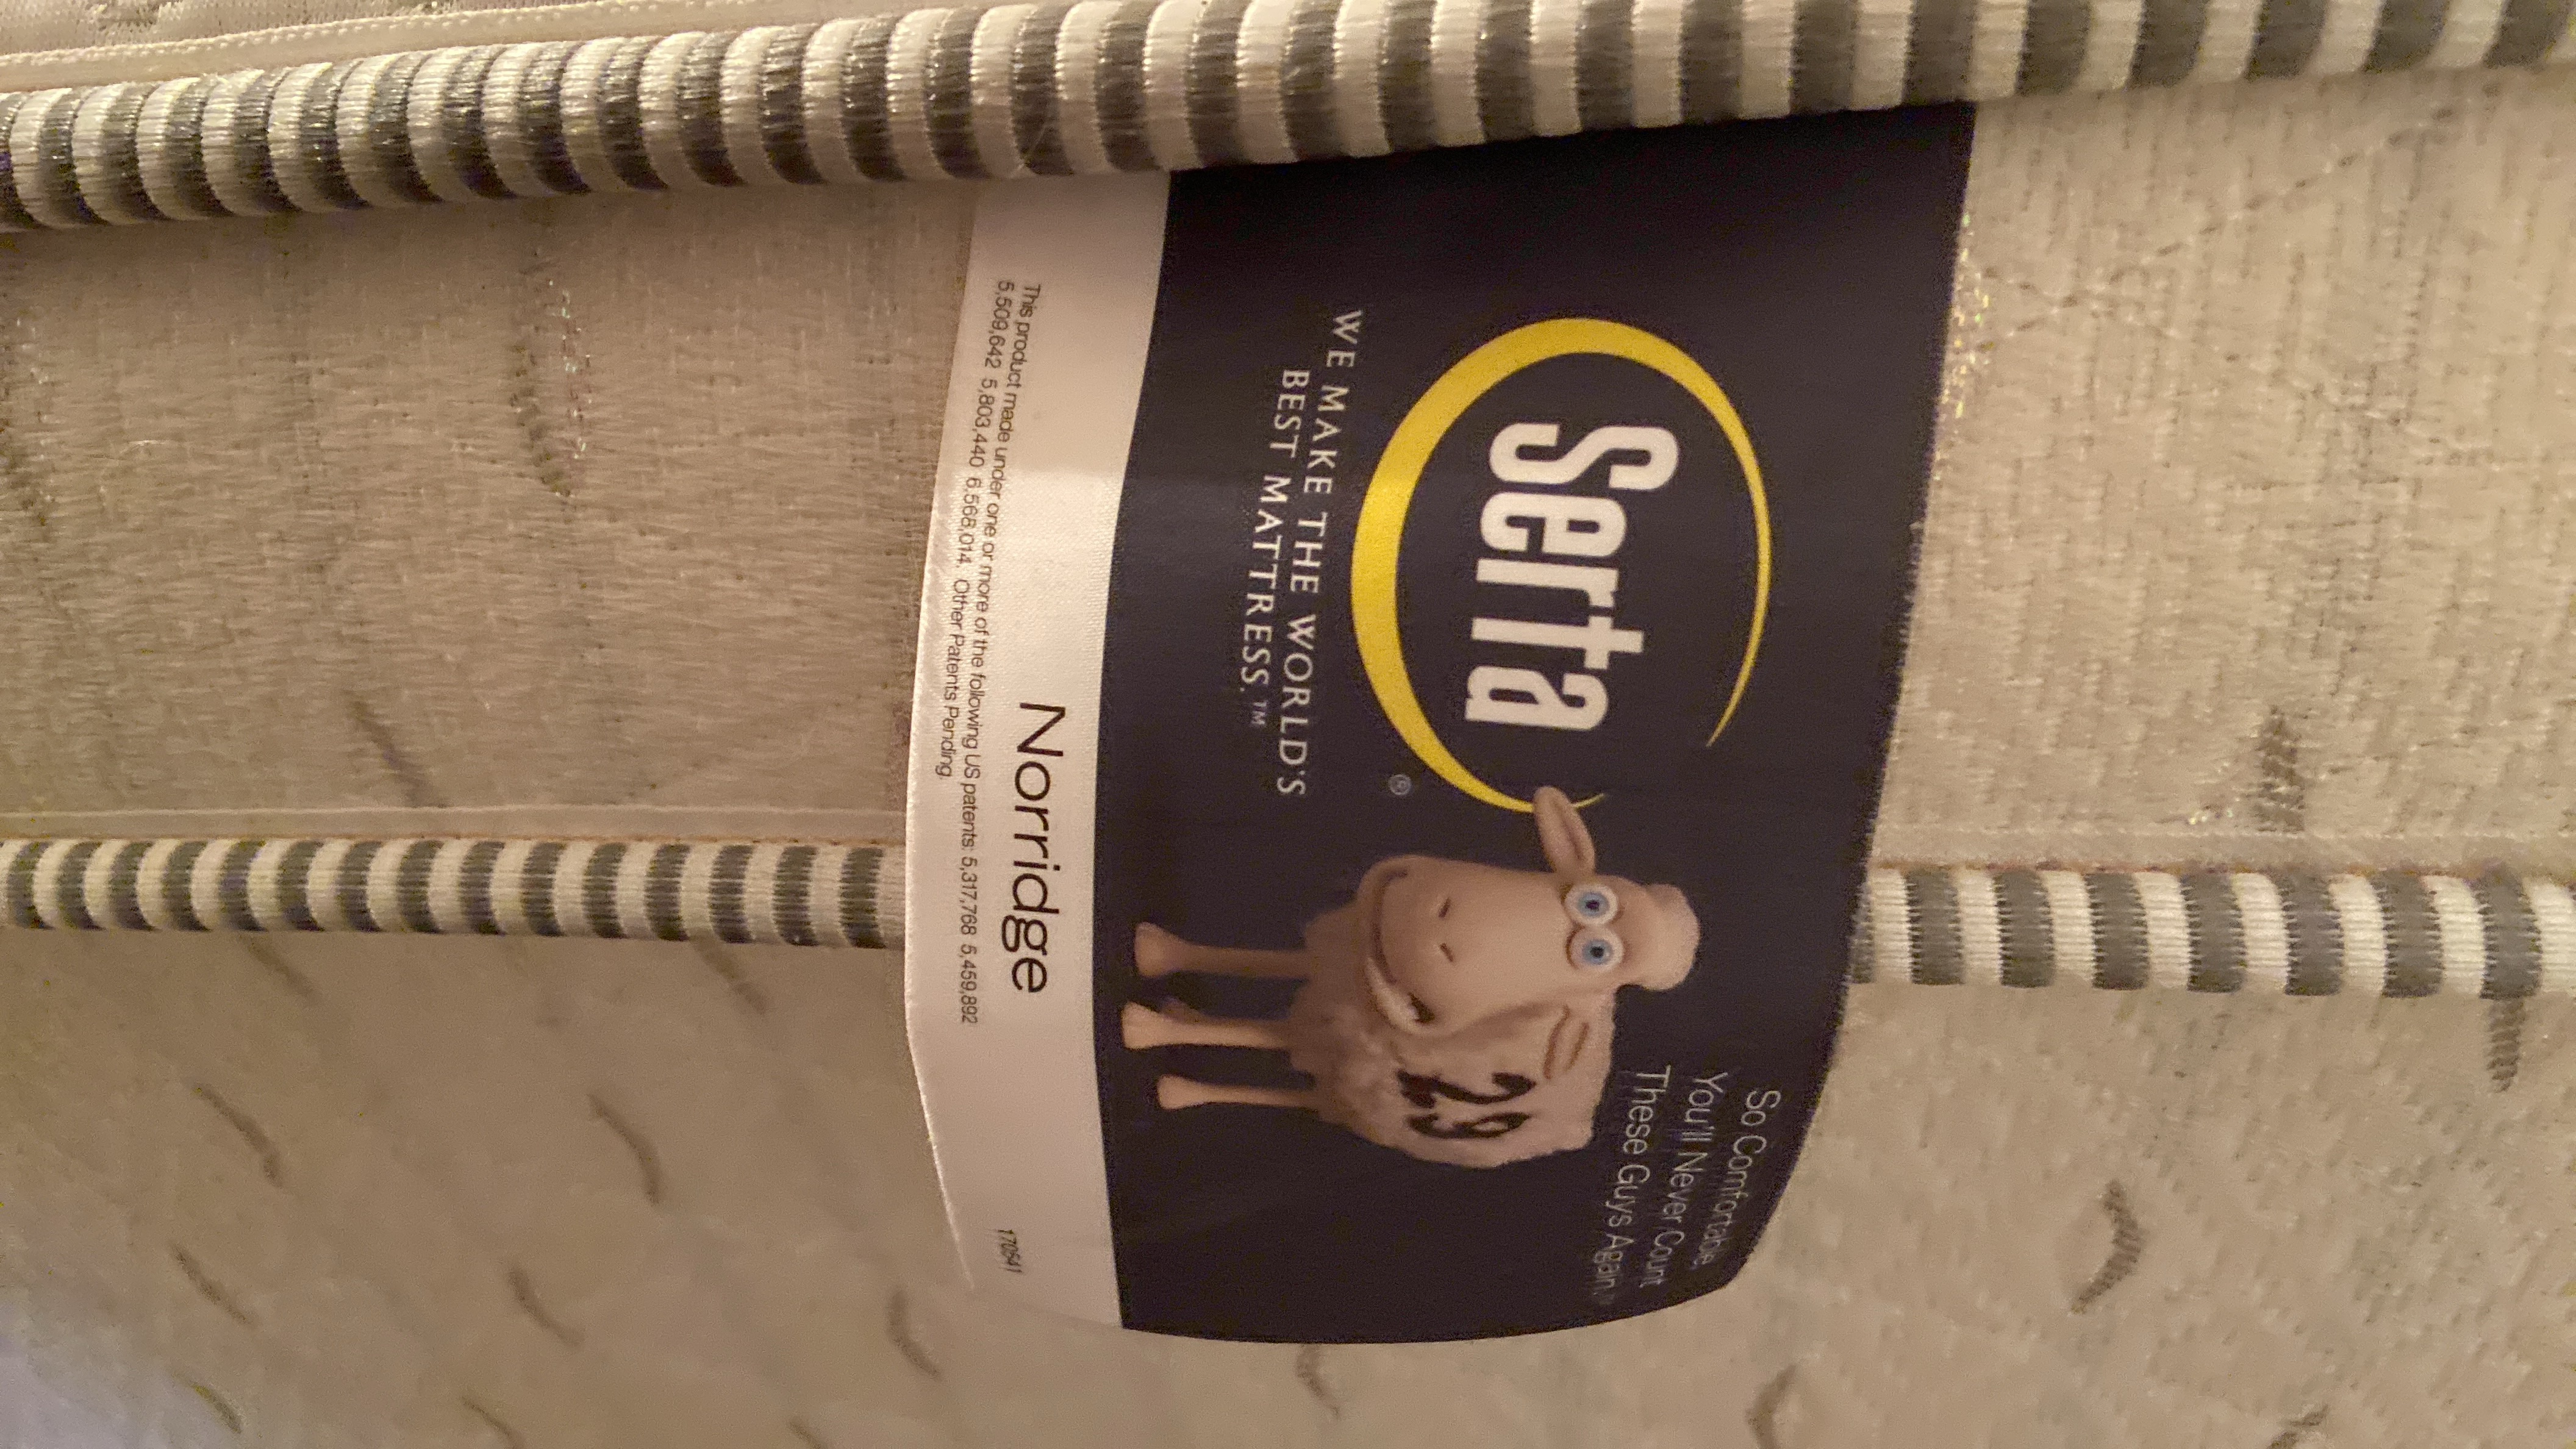 Serta
®
WE MAKE THE WORLD'S
BEST MATTRESS.™
So Comfortable,
You'll Never Count
These Guys Again.
29
Norridge
This product made under one or more of the following US patents: 5,317,768 5,459,892
5,509,642 5,803,440 6,568,014. Other Patents Pending.
170541